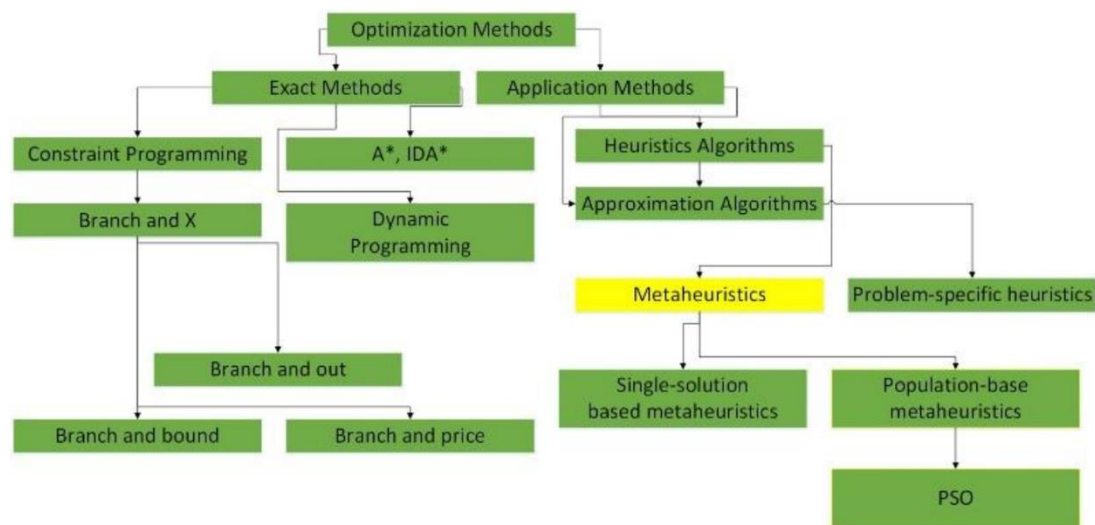 Optimization Methods
Exact Methods
Application Methods
Constraint Programming
A*, IDA*
Heuristics Algorithms
Branch and X
Dynamic
Programming
Approximation Algorithms
Metaheuristics
Problem-specific heuristics
Branch and out
Single-solution
based metaheuristics
Population-base
metaheuristics
Branch and bound
Branch and price
PSO